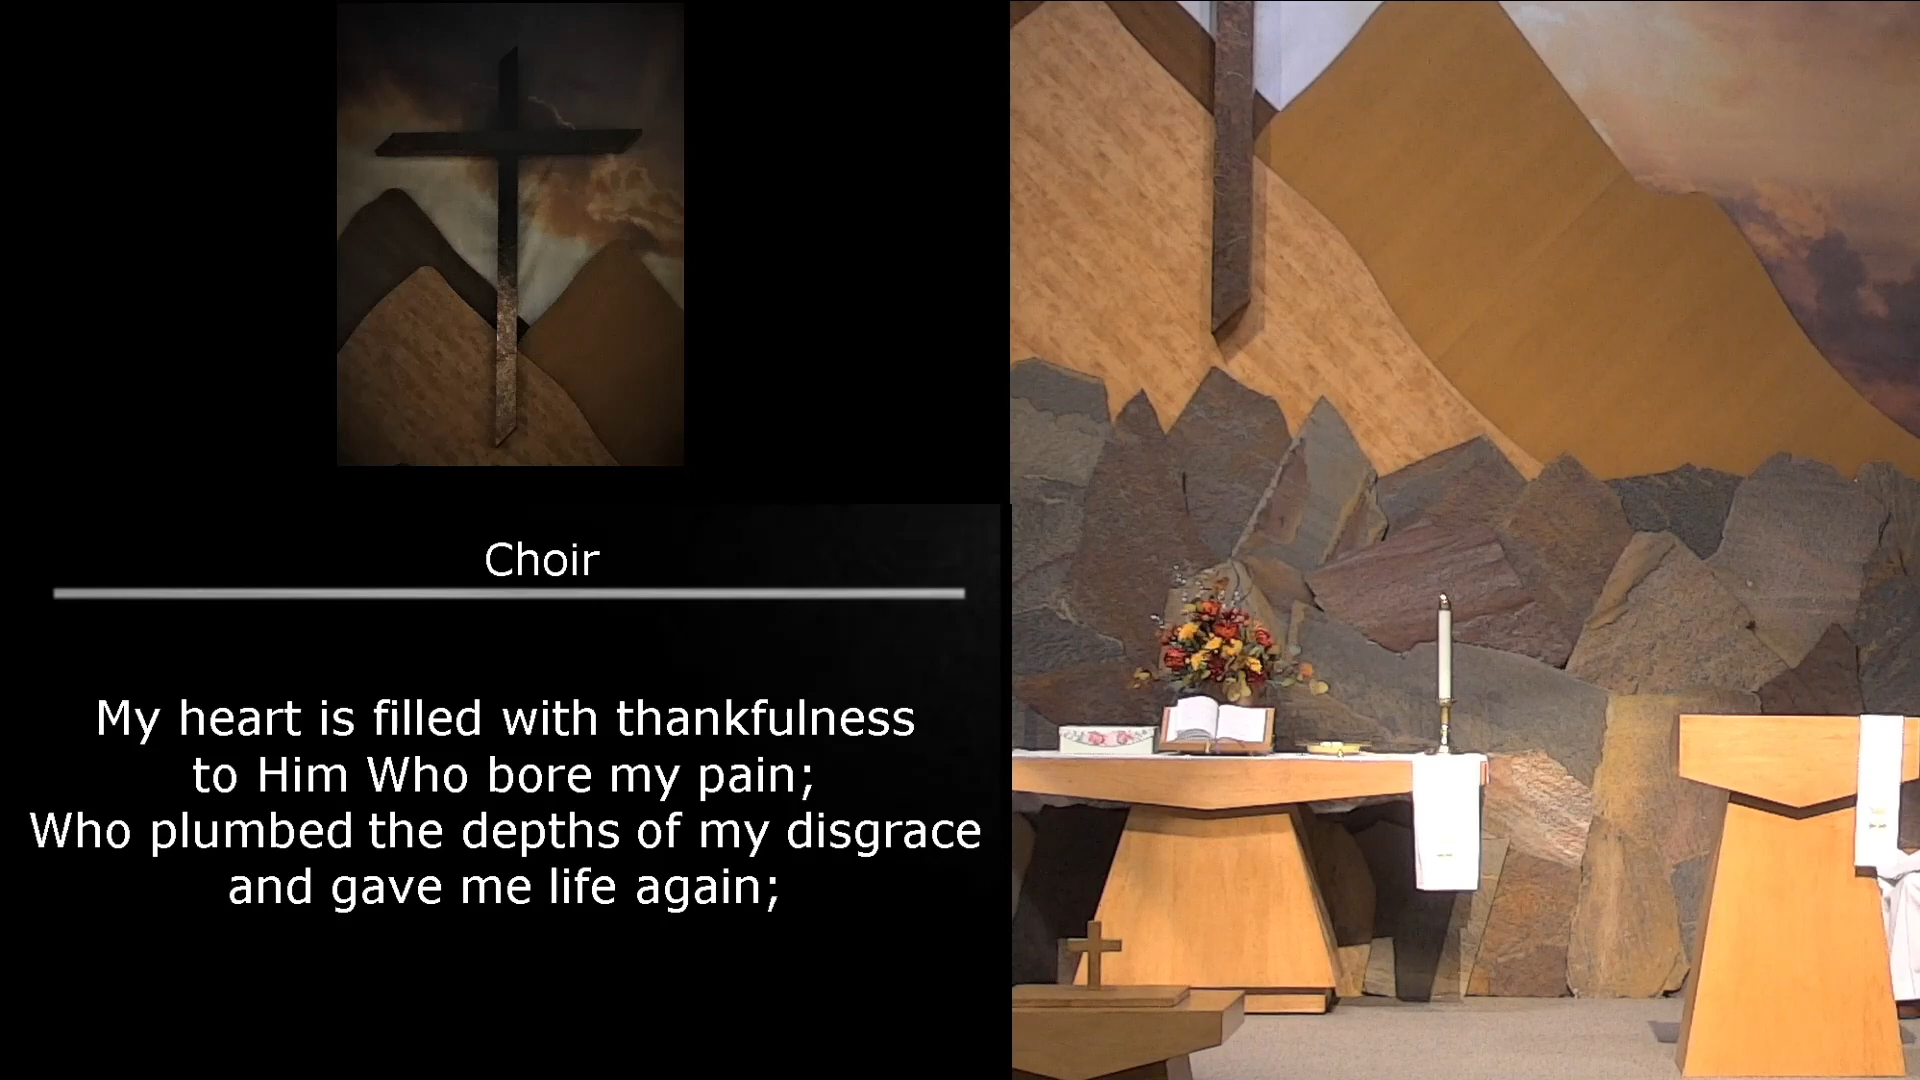 Choir
My heart is filled with thankfulness
to Him Who bore my pain;
Who plumbed the depths of my disgrace
and gave me life again;